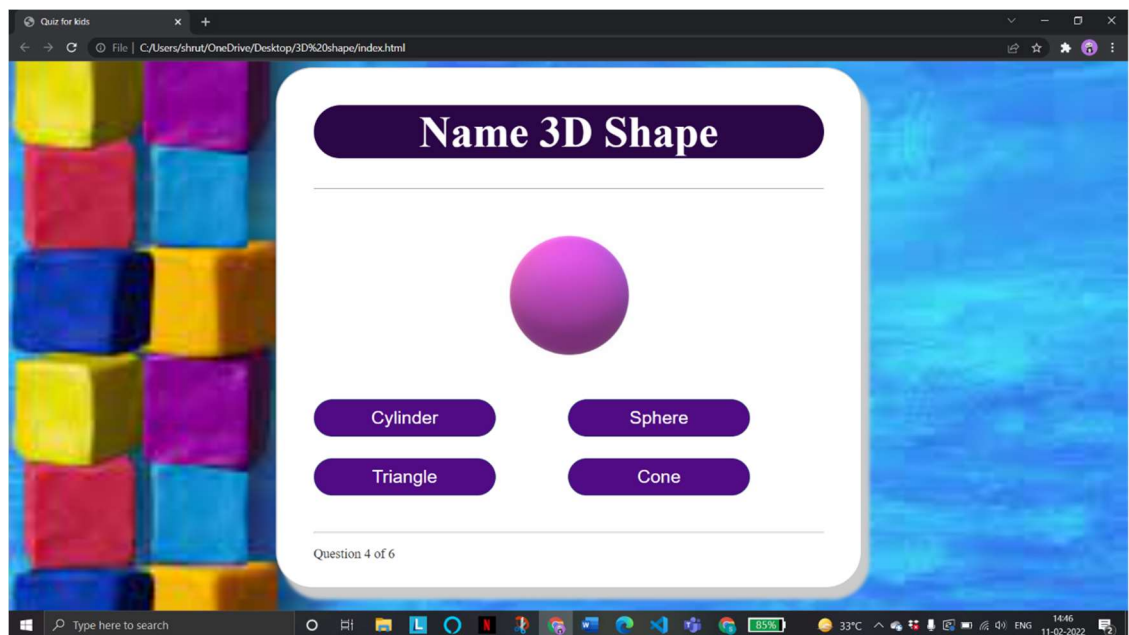 Quiz for kids
File | C:/Users/shrut/OneDrive/Desktop/3D%20shape/index.html
Name 3D Shape
Cylinder
Sphere
Triangle
Cone
Question 4 of 6
Type here to search
L
N
85%
33°C
ENG
14:46
11-02-2022
2